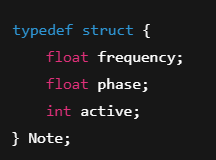 typedef struct {
    float frequency;
    float phase;
    int active;
} Note;